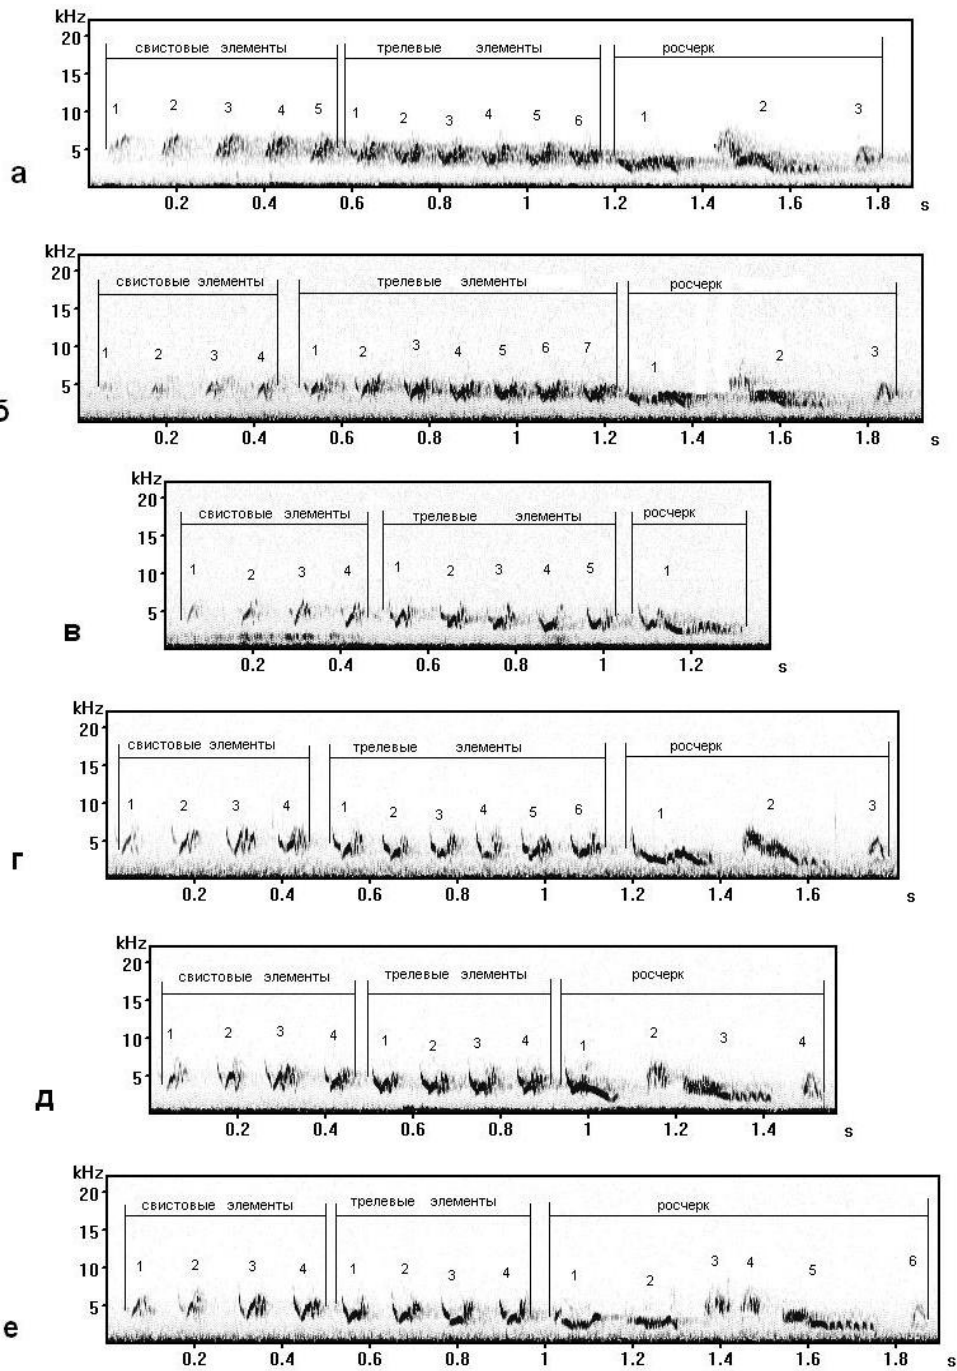 kHz
20
свистовые элементы трелевые элементы росчерк
15
10
1 2 3 4 5 1 2 3 4 5 6 1 2 3
5
а
0.2 0.4 0.6 0.8 1 1.2 1.4 1.6 1.8 s
kHz
20
свистовые элементы трелевые элементы росчерк
15
10
1 2 3 4 1 2 3 4 5 6 7 1 2 3
5
б
0.2 0.4 0.6 0.8 1 1.2 1.4 1.6 1.8 s
kHz
20
свистовые элементы трелевые элементы росчерк
15
10
1 2 3 4 1 2 3 4 5 1
5
в
0.2 0.4 0.6 0.8 1 1.2 s
kHz
20
свистовые элементы трелевые элементы росчерк
15
10
1 2 3 4 1 2 3 4 5 6 1 2 3
5
г
0.2 0.4 0.6 0.8 1 1.2 1.4 1.6 s
kHz
20
свистовые элементы трелевые элементы росчерк
15
10
1 2 3 4 1 2 3 4 1 2 3 4
5
д
0.2 0.4 0.6 0.8 1 1.2 1.4 s
kHz
20
свистовые элементы трелевые элементы росчерк
15
10
1 2 3 4 1 2 3 4 1 2 3 4 5 6
5
е
0.2 0.4 0.6 0.8 1 1.2 1.4 1.6 1.8 s